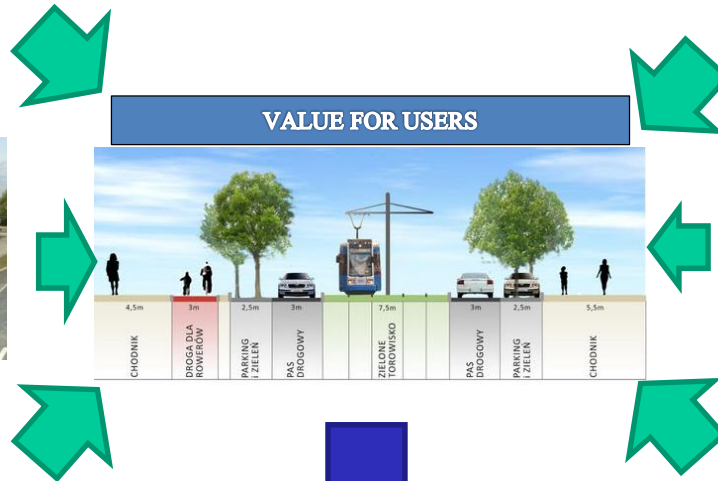 VALUE FOR USERS
4,5m
3m
2,5m
3m
7,5m
3m
2,5m
5,5m
CHODNIK
DROGA DLA
ROWERÓW
PARKING
i ZIELEŃ
PAS
DROGOWY
ZIELONE
TOROWISKO
PAS
DROGOWY
PARKING
i ZIELEŃ
CHODNIK